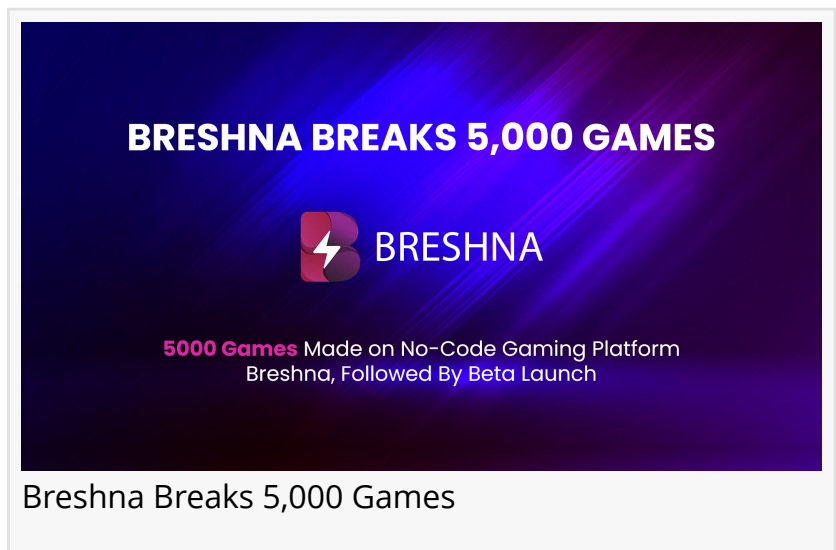 BRESHNA BREAKS 5,000 GAMES
BRESHNA
5000 Games Made on No-Code Gaming Platform
Breshna, Followed By Beta Launch
Breshna Breaks 5,000 Games